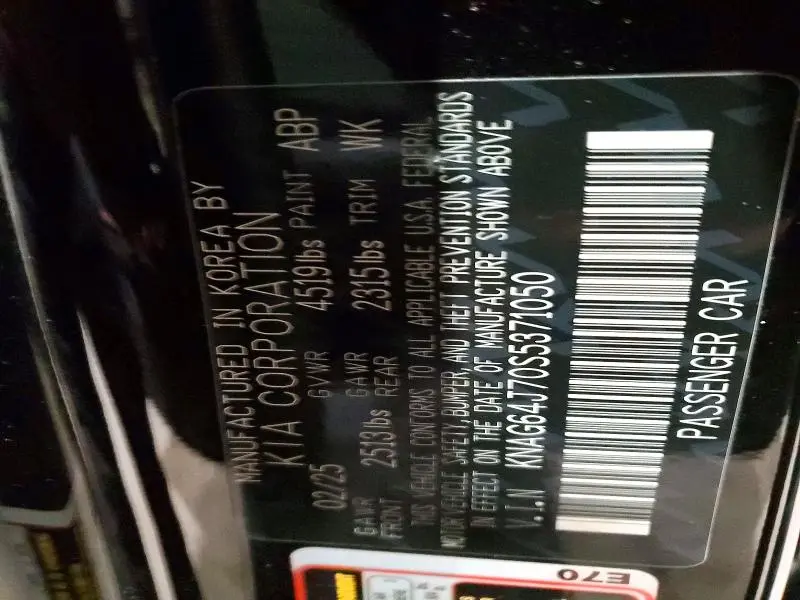 MANUFACTURED IN KOREA BY
KIA CORPORATION
02/25 GVWR 4519lbs PAINT ABP
GAWR FRONT 2513lbs GAWR REAR 2315lbs TRIM WK
THIS VEHICLE CONFORMS TO ALL APPLICABLE U.S.A. FEDERAL
MOTOR VEHICLE SAFETY, BUMPER, AND THEFT PREVENTION STANDARDS
IN EFFECT ON THE DATE OF MANUFACTURE SHOWN ABOVE
V.I.N KNAG64J70S5371050
PASSENGER CAR
E70